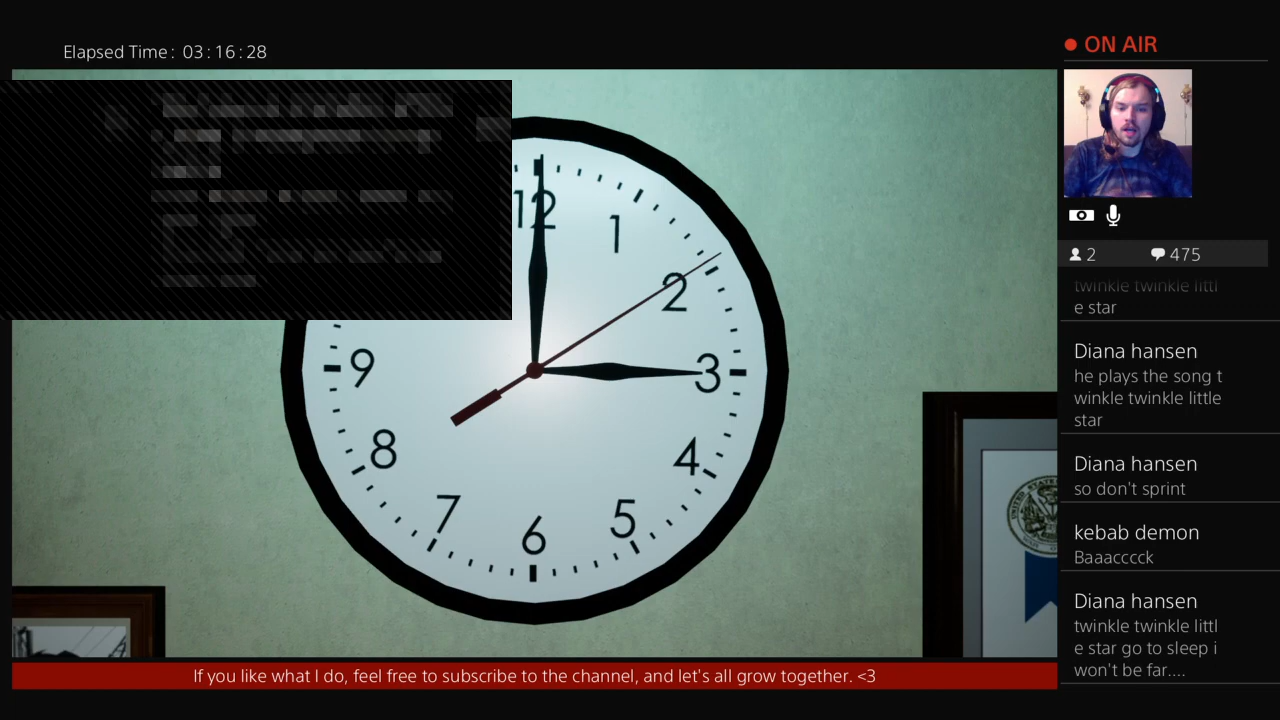 Elapsed Time: 03:16:28
ON AIR
12
1
2
3
4
5
6
7
8
9
UNITED STATE
2
475
twinkle twinkle littl
e star
Diana hansen
he plays the song t
winkle twinkle little
star
Diana hansen
so don't sprint
kebab demon
Baaacccck
Diana hansen
twinkle twinkle littl
e star go to sleep i
won't be far....
If you like what I do, feel free to subscribe to the channel, and let's all grow together. <3